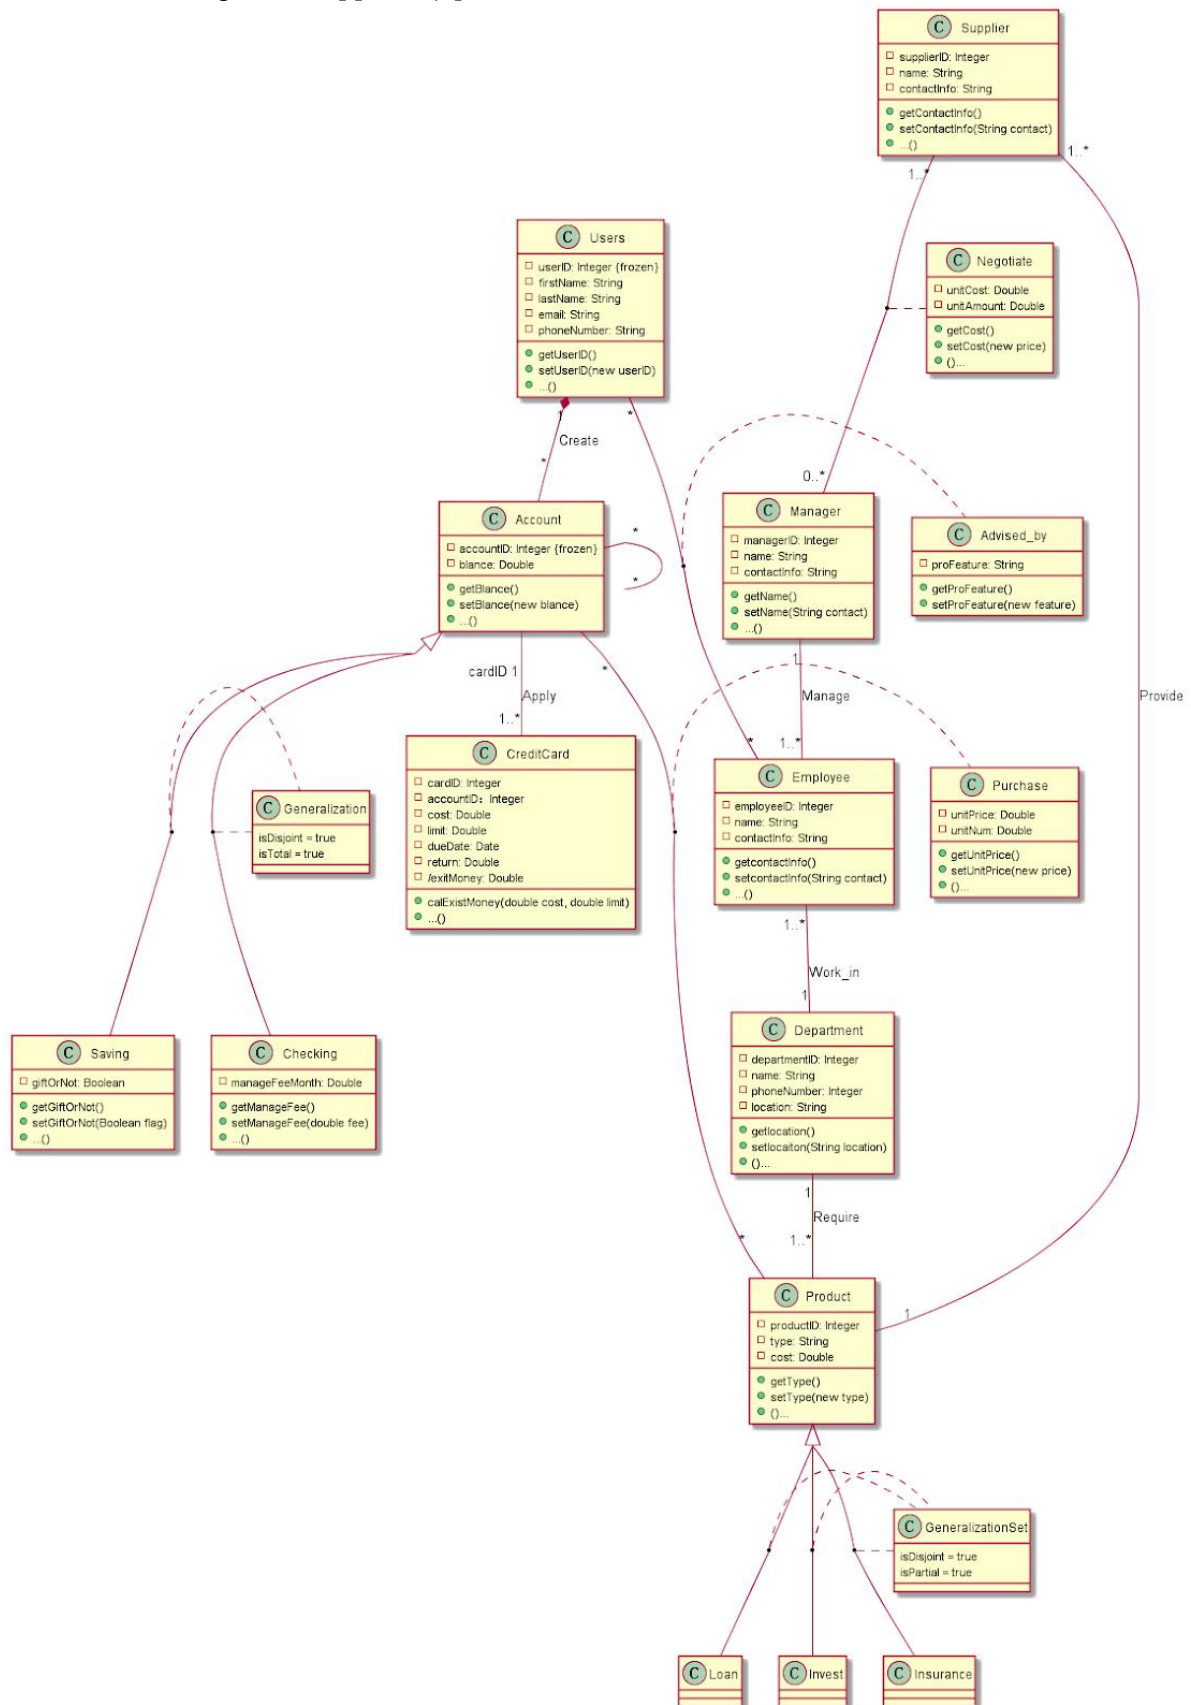 C Supplier
supplierID: Integer
name: String
contactInfo: String
getContactInfo()
setContactInfo(String contact)
...()
1..*
1..*
C Users
userID: Integer {frozen}
firstName: String
lastName: String
email: String
phoneNumber: String
getUserID()
setUserID(new userID)
...()
C Negotiate
unitCost: Double
unitAmount: Double
getCost()
setCost(new price)
()...
1
*
Create
*
0..*
C Account
accountID: Integer {frozen}
blance: Double
getBlance()
setBlance(new blance)
...()
*
*
C Manager
managerID: Integer
name: String
contactInfo: String
getName()
setName(String contact)
...()
C Advised_by
proFeature: String
getProFeature()
setProFeature(new feature)
cardID 1
*
1
Apply
Manage
Provide
1..*
*
1..*
C CreditCard
cardID: Integer
accountID：Integer
cost: Double
limit: Double
dueDate: Date
return: Double
/exitMoney: Double
calExistMoney(double cost, double limit)
...()
C Generalization
isDisjoint = true
isTotal = true
C Employee
employeeID: Integer
name: String
contactInfo: String
getcontactInfo()
setcontactInfo(String contact)
...()
C Purchase
unitPrice: Double
unitNum: Double
getUnitPrice()
setUnitPrice(new price)
()...
1..*
Work_in
1
C Saving
giftOrNot: Boolean
getGiftOrNot()
setGiftOrNot(Boolean flag)
...()
C Checking
manageFeeMonth: Double
getManageFee()
setManageFee(double fee)
...()
C Department
departmentID: Integer
name: String
phoneNumber: Integer
location: String
getlocation()
setlocaiton(String location)
()...
1
Require
*
1..*
C Product
productID: Integer
type: String
cost: Double
getType()
setType(new type)
()...
1
C GeneralizationSet
isDisjoint = true
isPartial = true
C Loan
C Invest
C Insurance